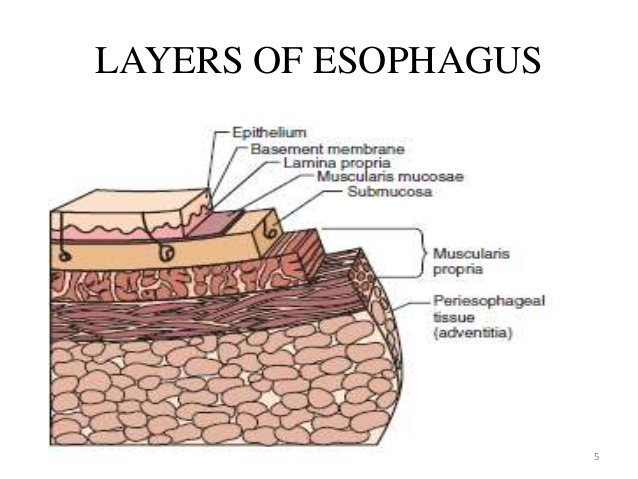 LAYERS OF ESOPHAGUS
Epithelium
Basement membrane
Lamina propria
Muscularis mucosae
Submucosa
Muscularis
propria
Periesophageal
tissue
(adventitia)
5